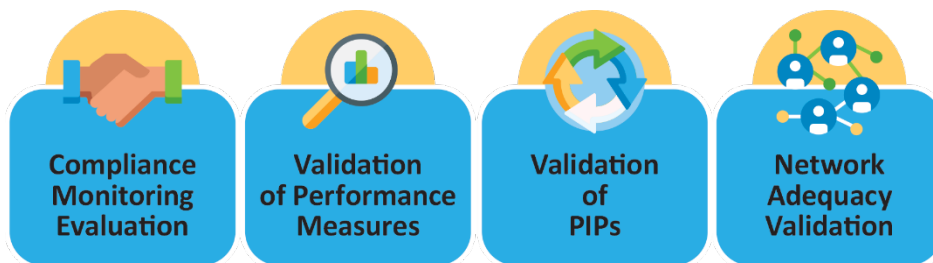 Compliance
Monitoring
Evaluation
Validation
of Performance
Measures
Validation
of
PIPs
Network
Adequacy
Validation